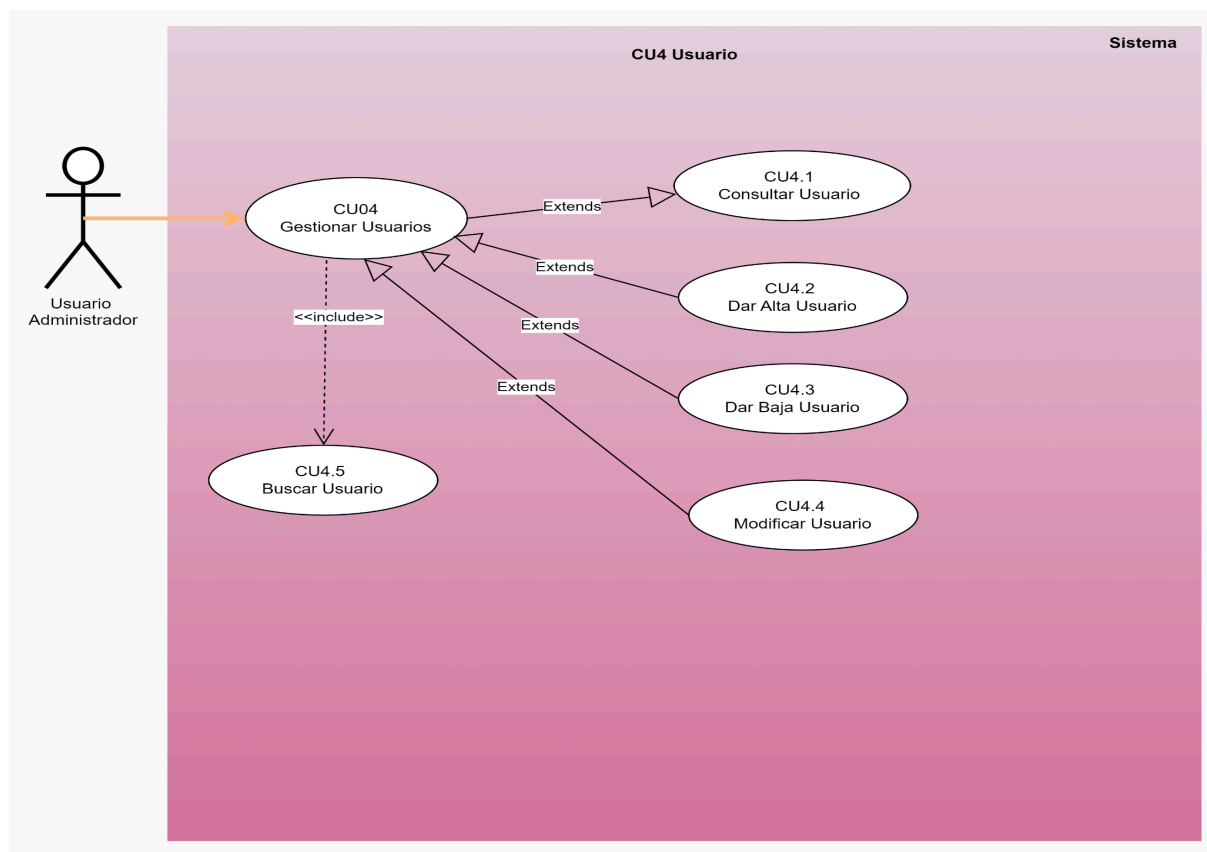 Sistema
CU4 Usuario
CU4.1
Consultar Usuario
CU04
Gestionar Usuarios
Extends
CU4.2
Dar Alta Usuario
Extends
Usuario
Administrador
<<include>>
Extends
CU4.3
Dar Baja Usuario
Extends
CU4.5
Buscar Usuario
CU4.4
Modificar Usuario